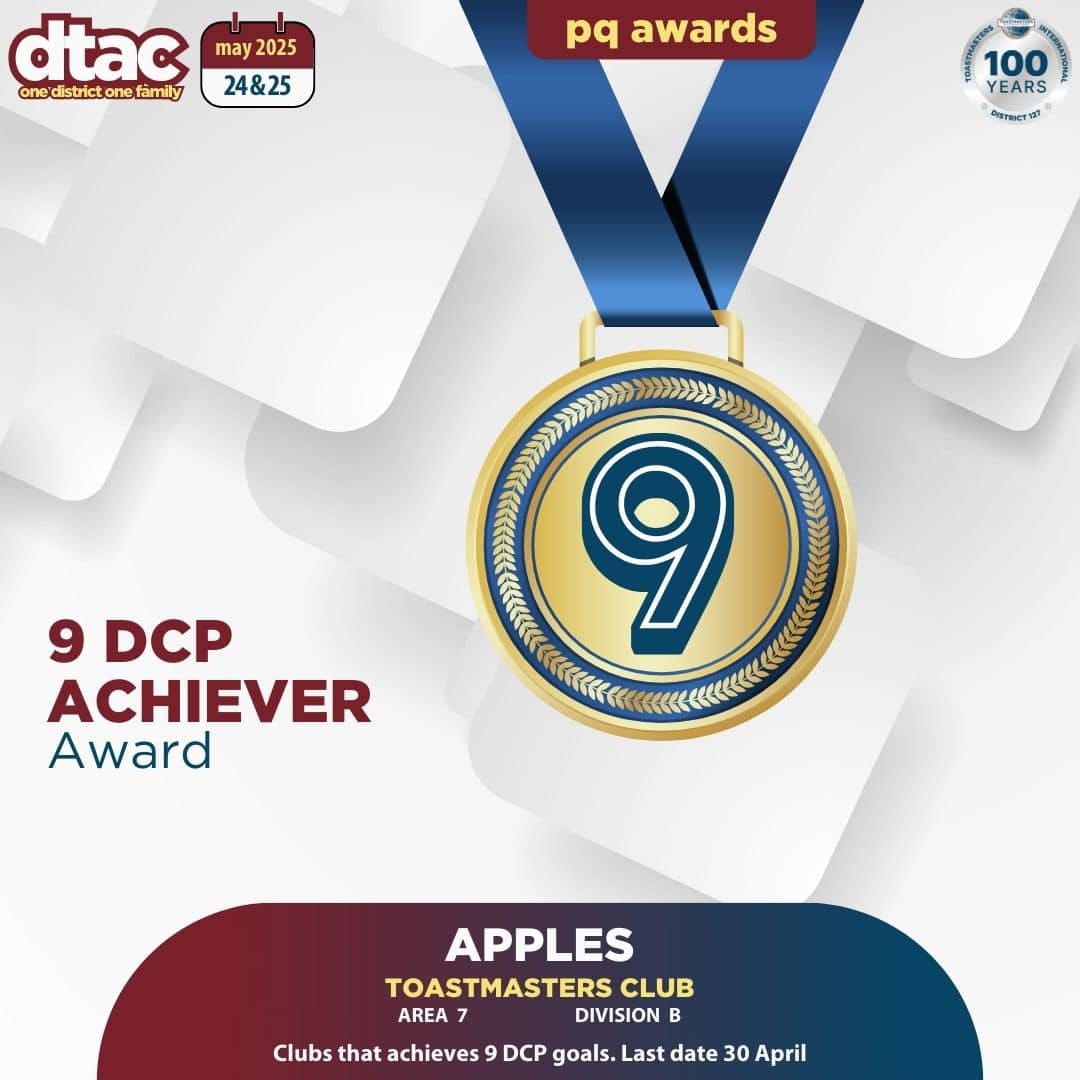 dtac
one district one family
may 2025
24&25
pq awards
TOASTMASTERS INTERNATIONAL
100
YEARS
DISTRICT 127
9
9 DCP
ACHIEVER
Award
APPLES
TOASTMASTERS CLUB
AREA 7 DIVISION B
Clubs that achieves 9 DCP goals. Last date 30 April